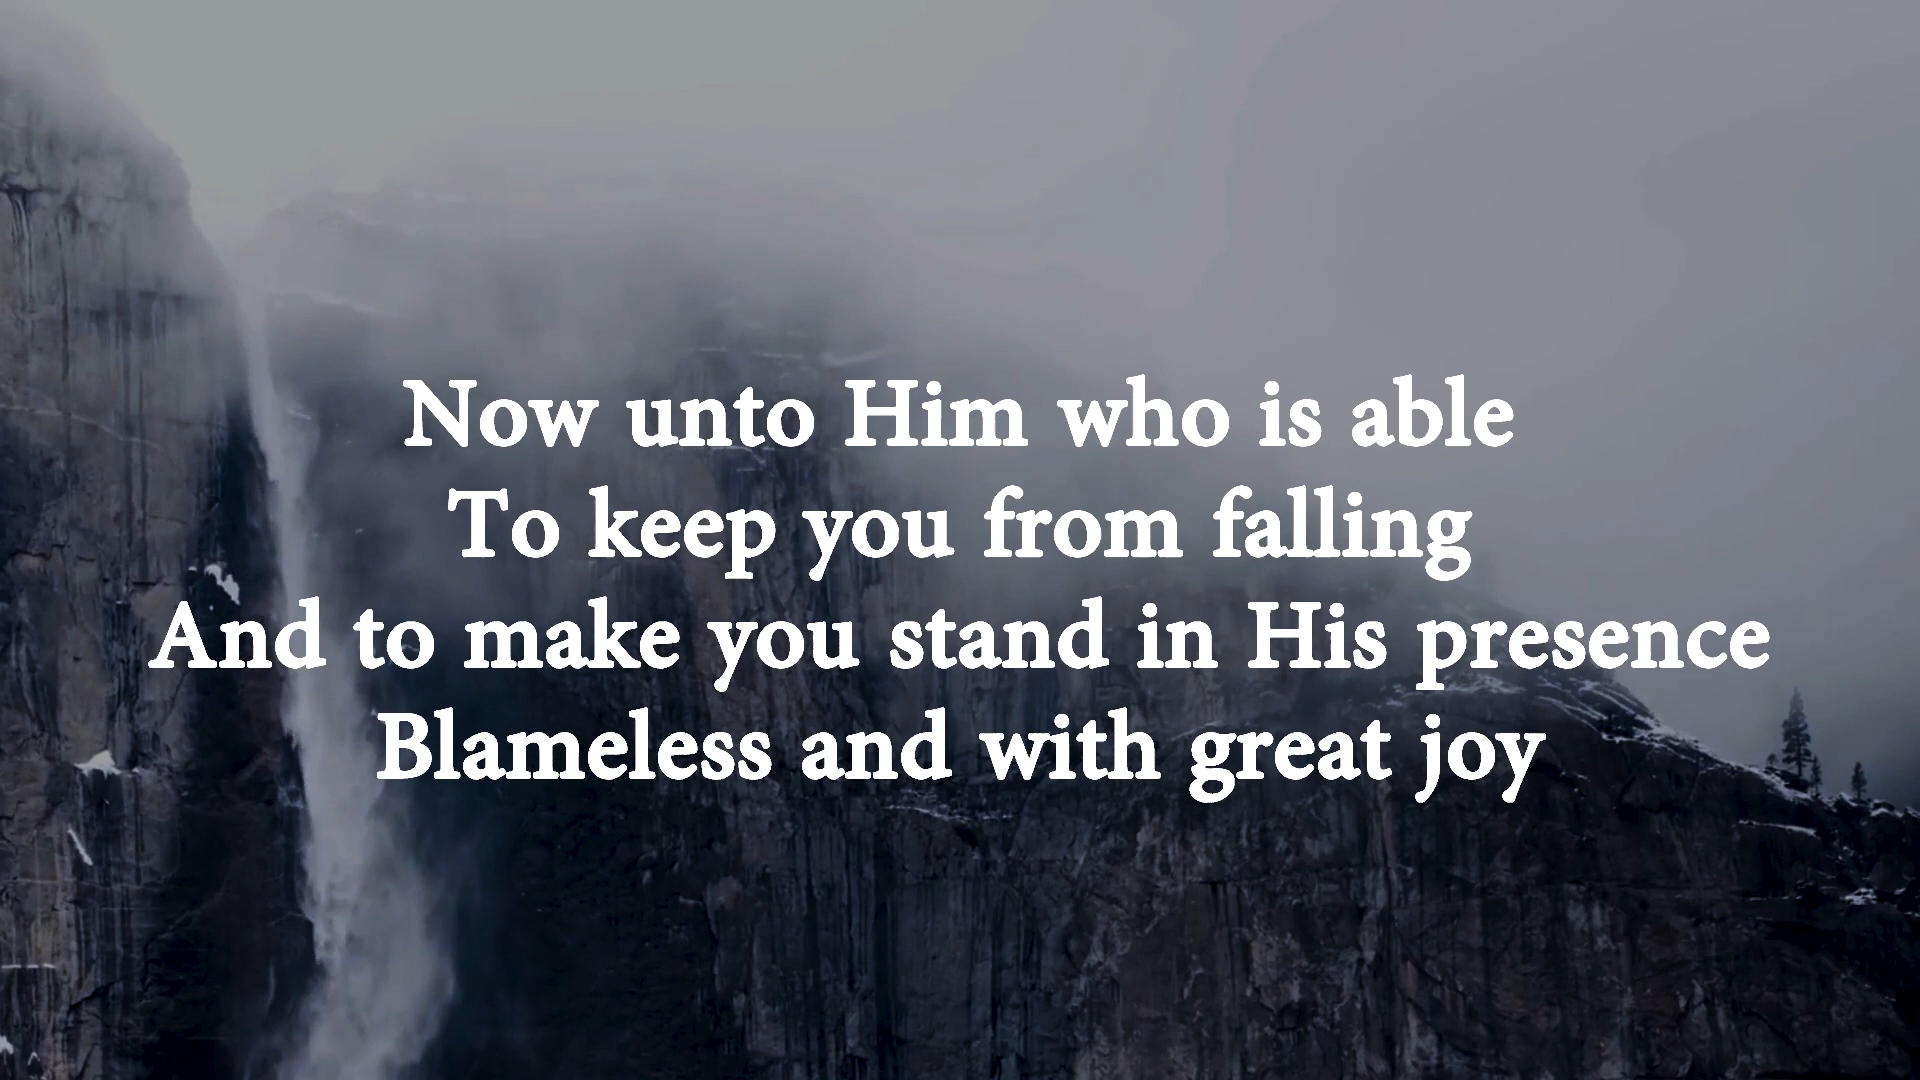 Now unto Him who is able
To keep you from falling
And to make you stand in His presence
Blameless and with great joy